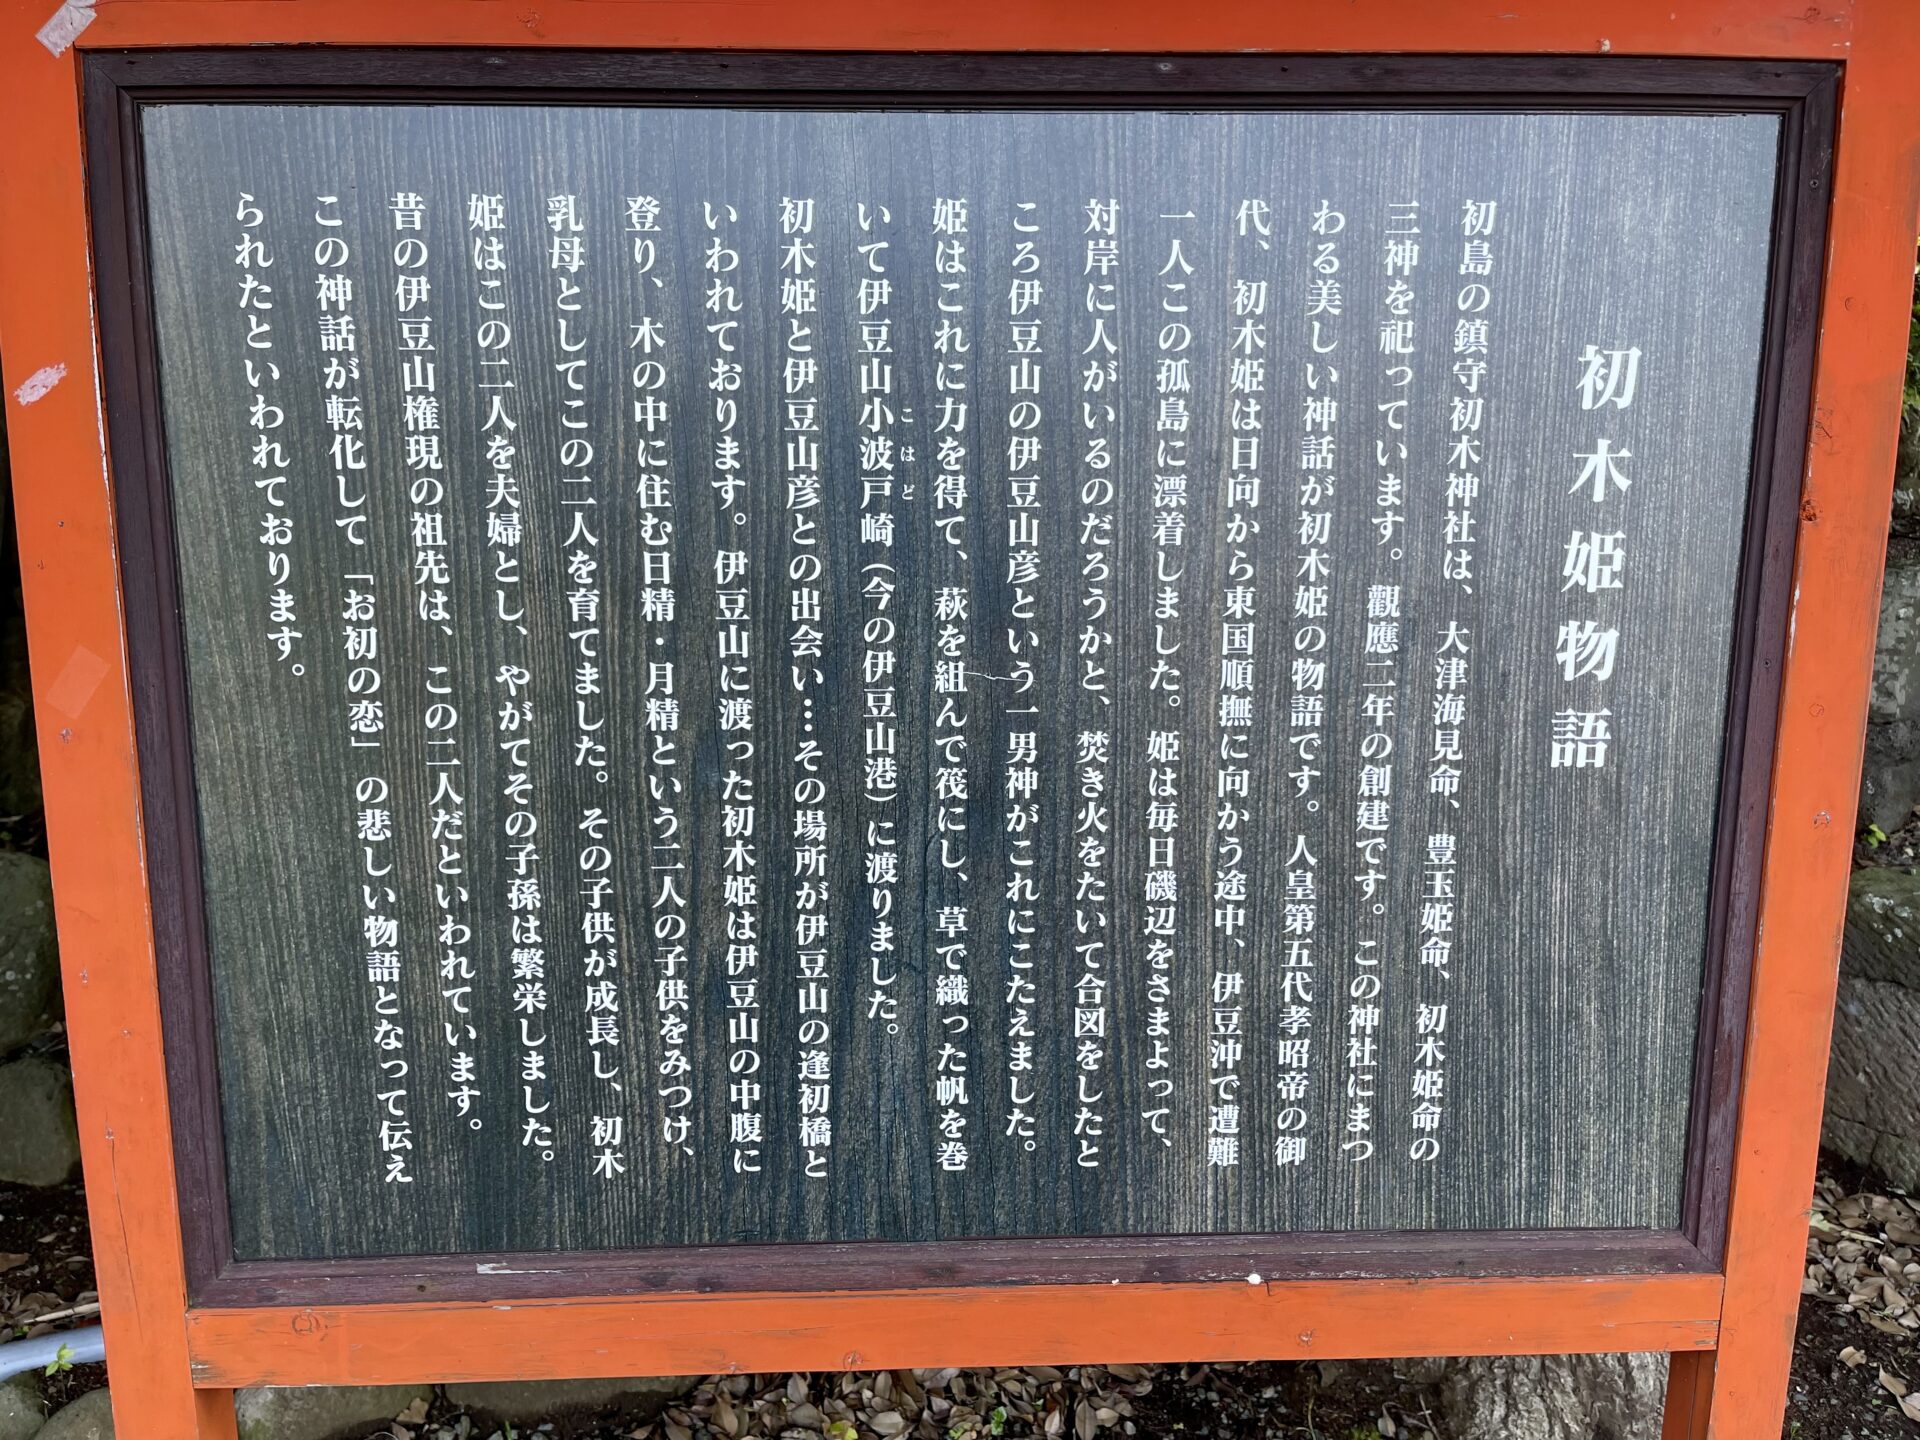 初木姫物語
初島の鎮守初木神社は、大津海見命、豊玉姫命、初木姫命の
三神を祀っています。觀應二年の創建です。この神社にまつ
わる美しい神話が初木姫の物語です。人皇第五代孝昭帝の御
代、初木姫は日向から東国順撫に向かう途中、伊豆沖で遭難
一人この孤島に漂着しました。姫は毎日磯辺をさまよって、
対岸に人がいるのだろうかと、焚き火をたいて合図をしたと
ころ伊豆山の伊豆山彦という一男神がこれにこたえました。
姫はこれに力を得て、萩を組んで筏にし、草で織った帆を巻
いて伊豆山小波戸崎（今の伊豆山港）に渡りました。
こはど
初木姫と伊豆山彦との出会い…その場所が伊豆山の逢初橋と
いわれております。伊豆山に渡った初木姫は伊豆山の中腹に
登り、木の中に住む日精・月精という二人の子供をみつけ、
乳母としてこの二人を育てました。その子供が成長し、初木
姫はこの二人を夫婦とし、やがてその子孫は繁栄しました。
昔の伊豆山権現の祖先は、この二人だといわれています。
この神話が転化して「お初の恋」の悲しい物語となって伝え
られたといわれております。